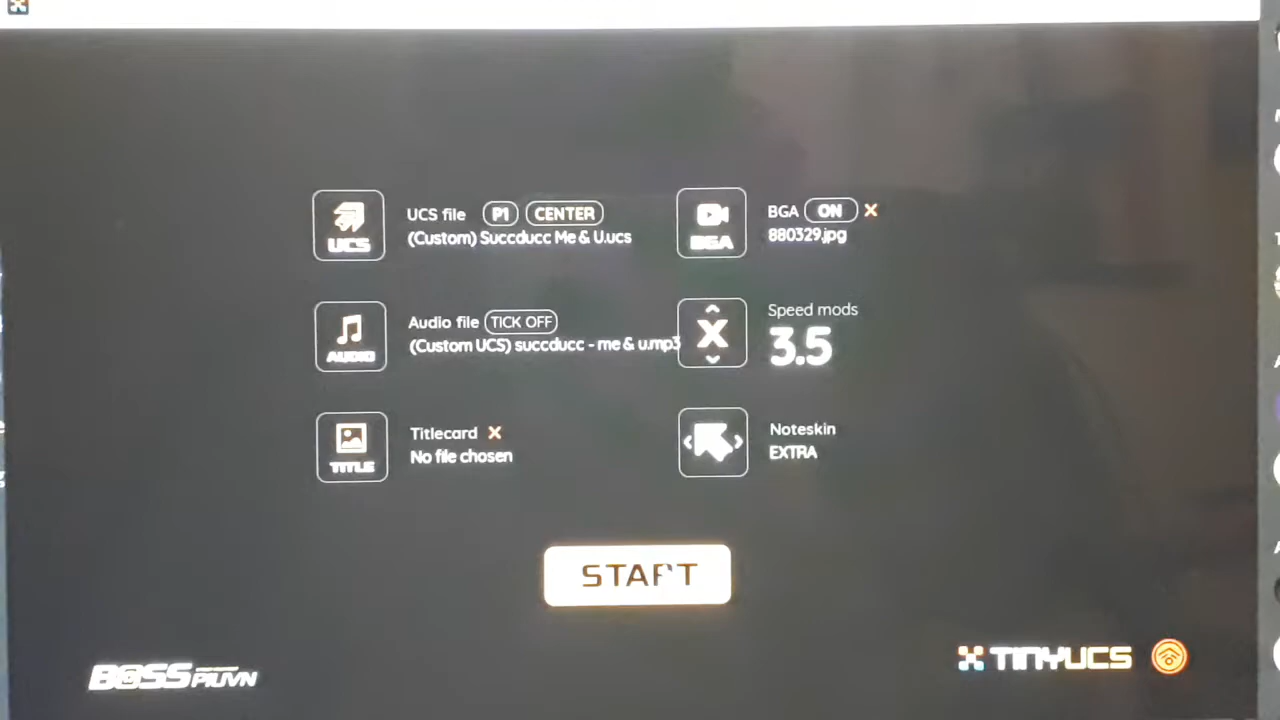 UCS
UCS file P1 CENTER
(Custom) Succducc Me & U.ucs
BGA
BGA ON X
880329.jpg
AUDIO
Audio file TICK OFF
(Custom UCS) succducc - me & u.mp3
X
Speed mods
3.5
TITLE
Titlecard X
No file chosen
Noteskin
EXTRA
START
BOSS PIUVN
TINYUCS